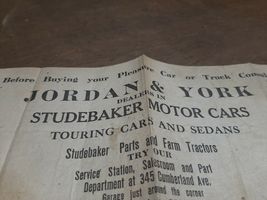 Before Buying your Pleasure Car or Truck Consult
JORDAN & YORK
DEALERS IN
STUDEBAKER MOTOR CARS
TOURING CARS AND SEDANS
Studebaker Parts and Farm Tractors
TRY OUR
Service Station, Salesroom and Part
Department at 345 Cumberland Ave.
Garage just around the corner